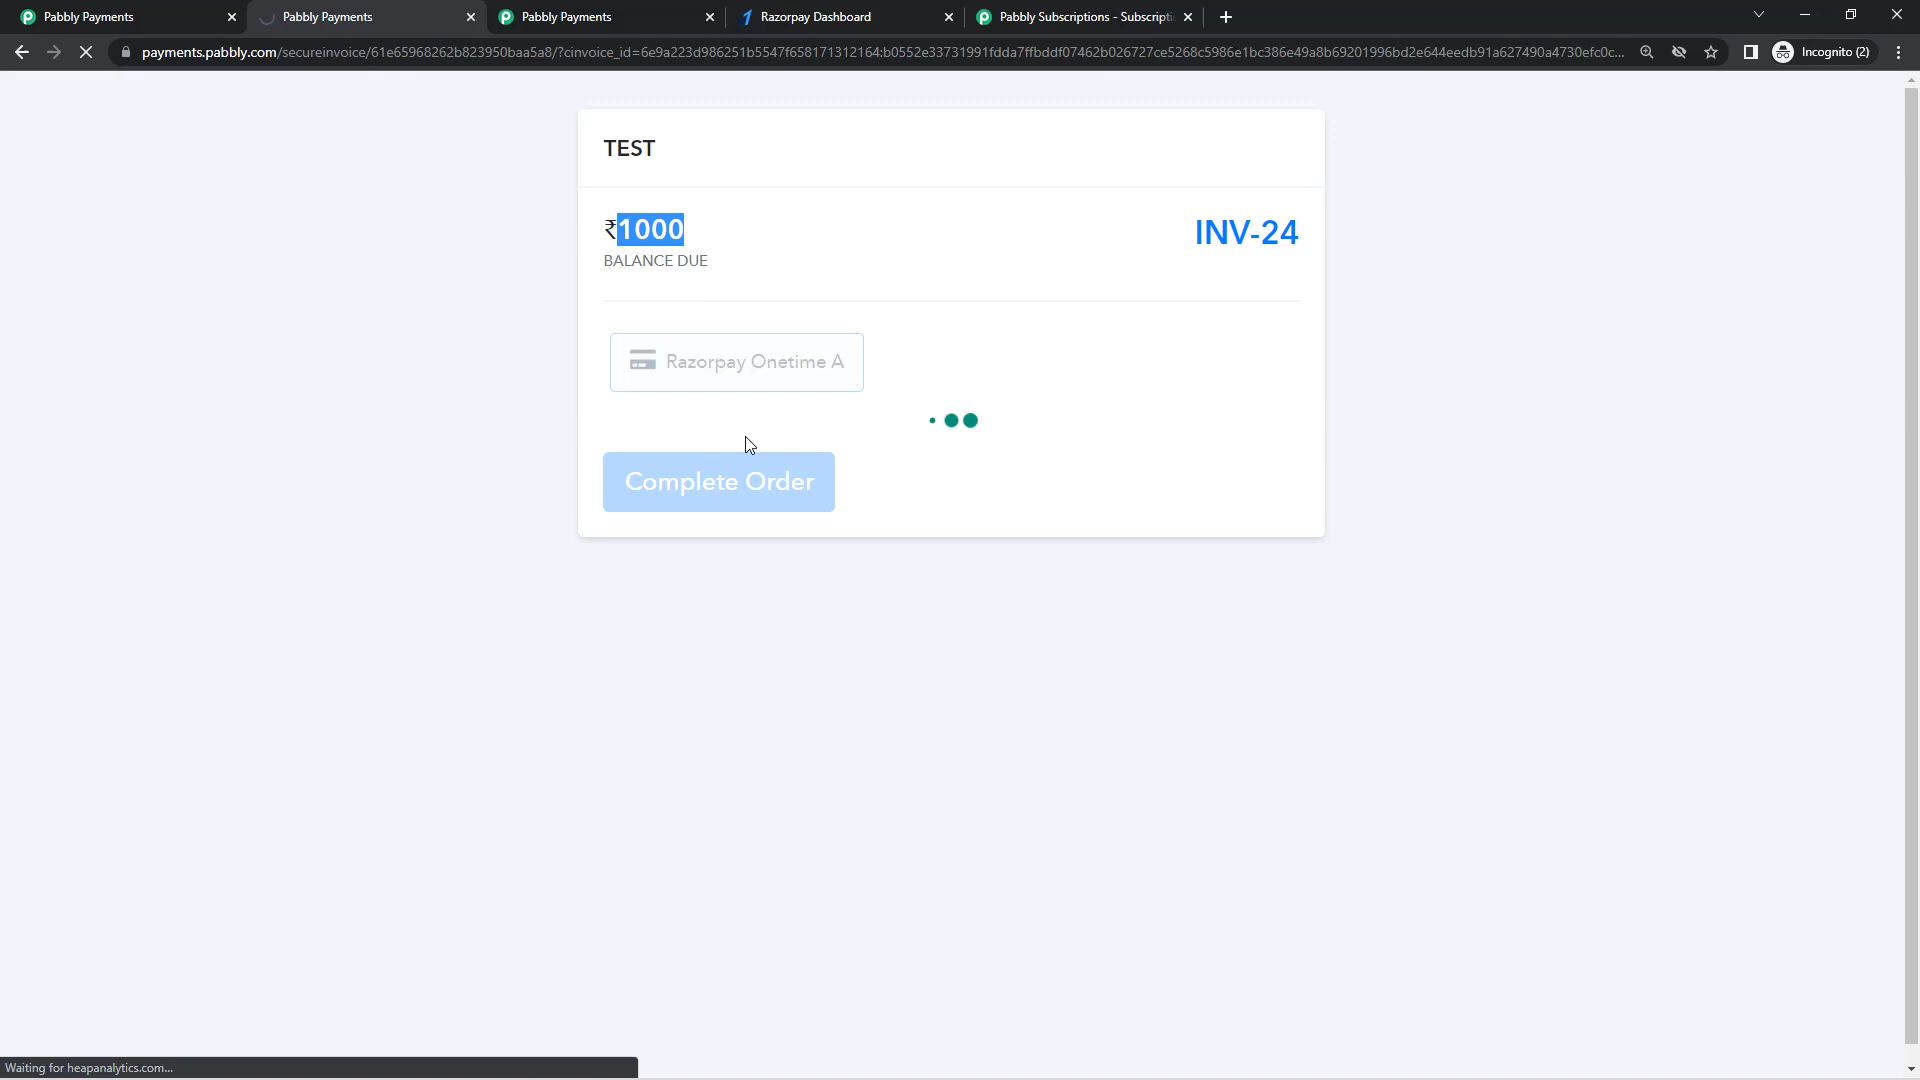 Pabbly Payments
Pabbly Payments
Pabbly Payments
Razorpay Dashboard
Pabbly Subscriptions - Subscripti
payments.pabbly.com/secureinvoice/61e65968262b823950baa5a8/?cinvoice_id=6e9a223d986251b5547f658171312164:b0552e33731991fdda7ffbddf07462b026727ce5268c5986e1bc386e49a8b69201996bd2e644eedb91a627490a4730efc0c...
Incognito (2)
TEST
₹1000
INV-24
BALANCE DUE
Razorpay Onetime A
Complete Order
Waiting for heapanalytics.com...